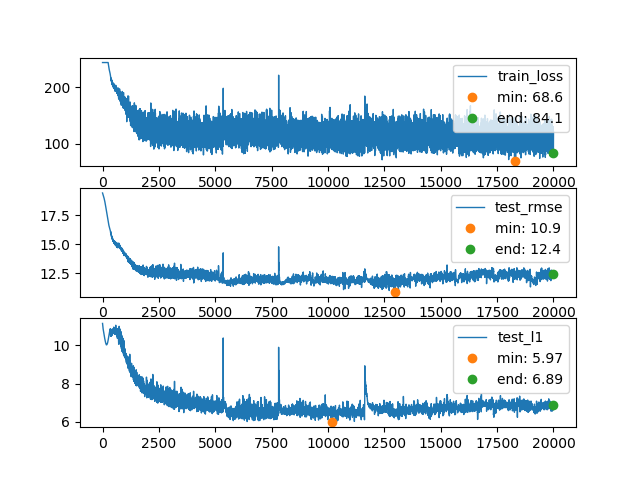 200
100
train_loss
min: 68.6
end: 84.1
0 2500 5000 7500 10000 12500 15000 17500 20000
17.5
15.0
12.5
test_rmse
min: 10.9
end: 12.4
0 2500 5000 7500 10000 12500 15000 17500 20000
10
8
6
test_l1
min: 5.97
end: 6.89
0 2500 5000 7500 10000 12500 15000 17500 20000